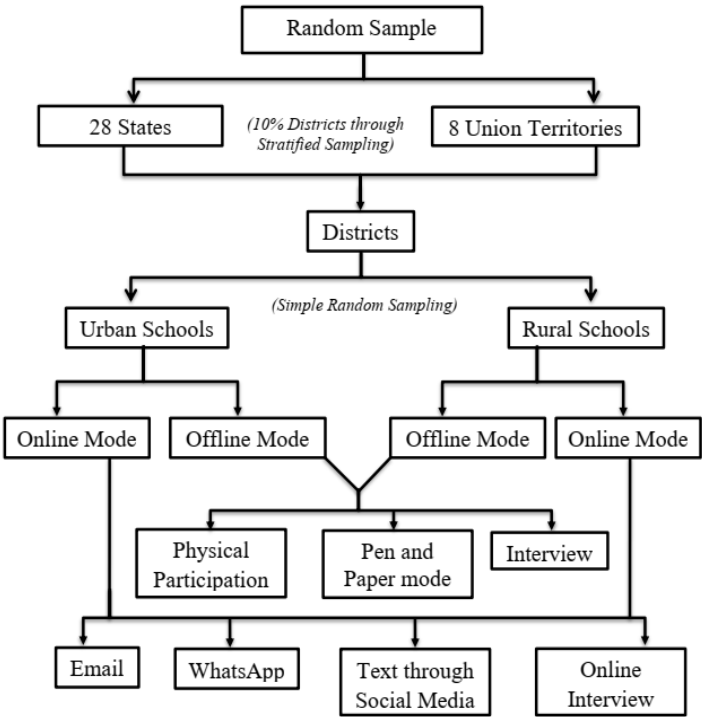 Random Sample
28 States
(10% Districts through
Stratified Sampling)
8 Union Territories
Districts
(Simple Random Sampling)
Urban Schools
Rural Schools
Online Mode
Offline Mode
Offline Mode
Online Mode
Physical
Participation
Pen and
Paper mode
Interview
Email
WhatsApp
Text through
Social Media
Online
Interview